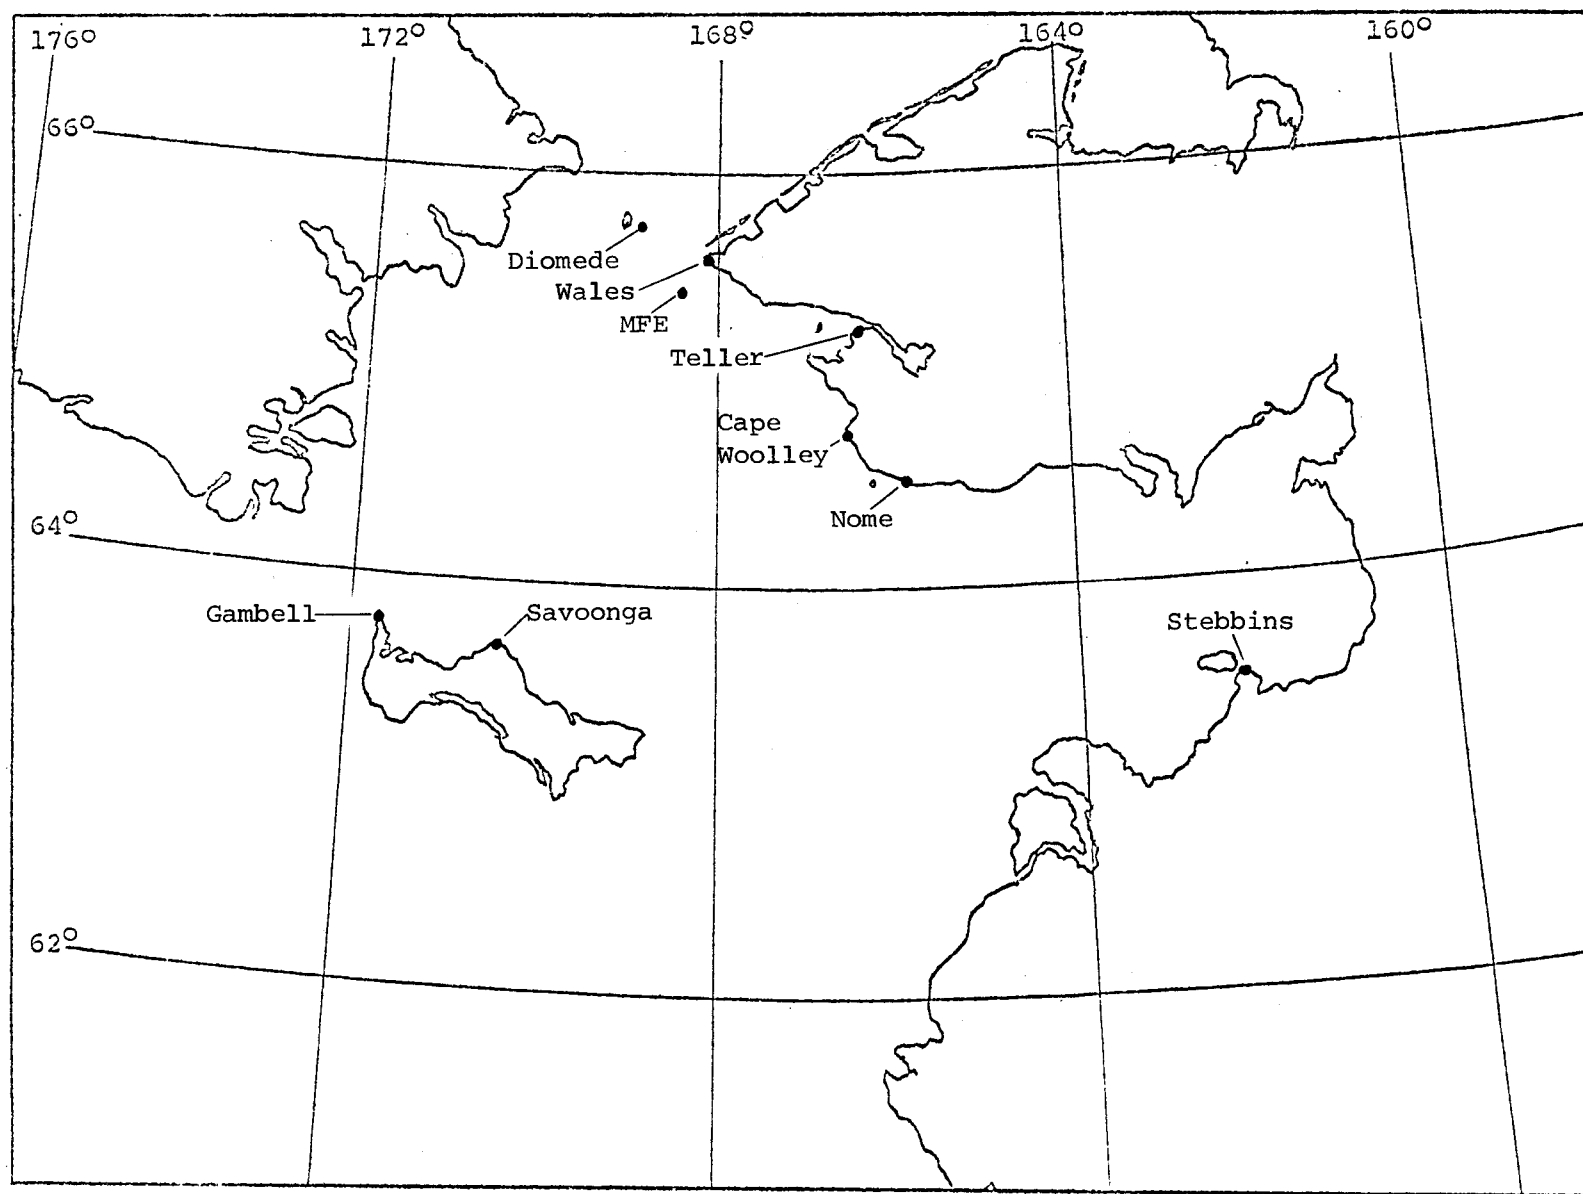 176°
172°
168°
164°
160°
66°
Diomede
Wales
MFE
Teller
Cape
Woolley
Nome
64°
Gambell
Savoonga
Stebbins
62°